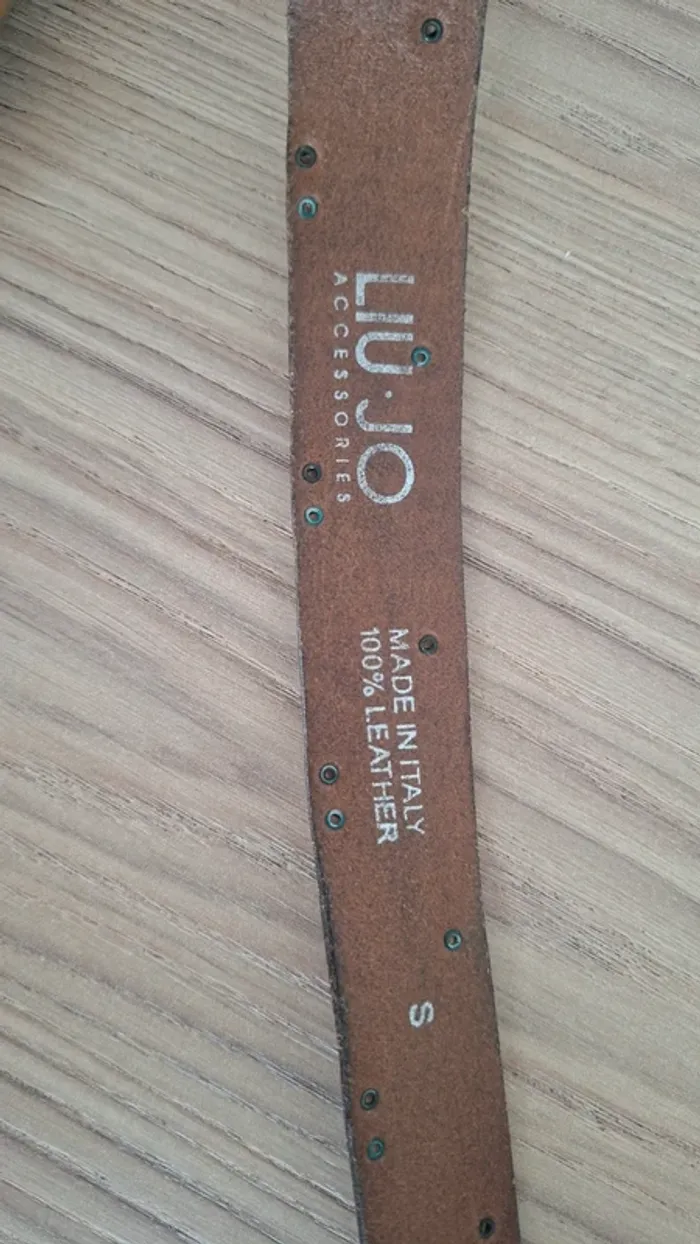 LIU·JO
ACCESSORIES
MADE IN ITALY
100% LEATHER
S